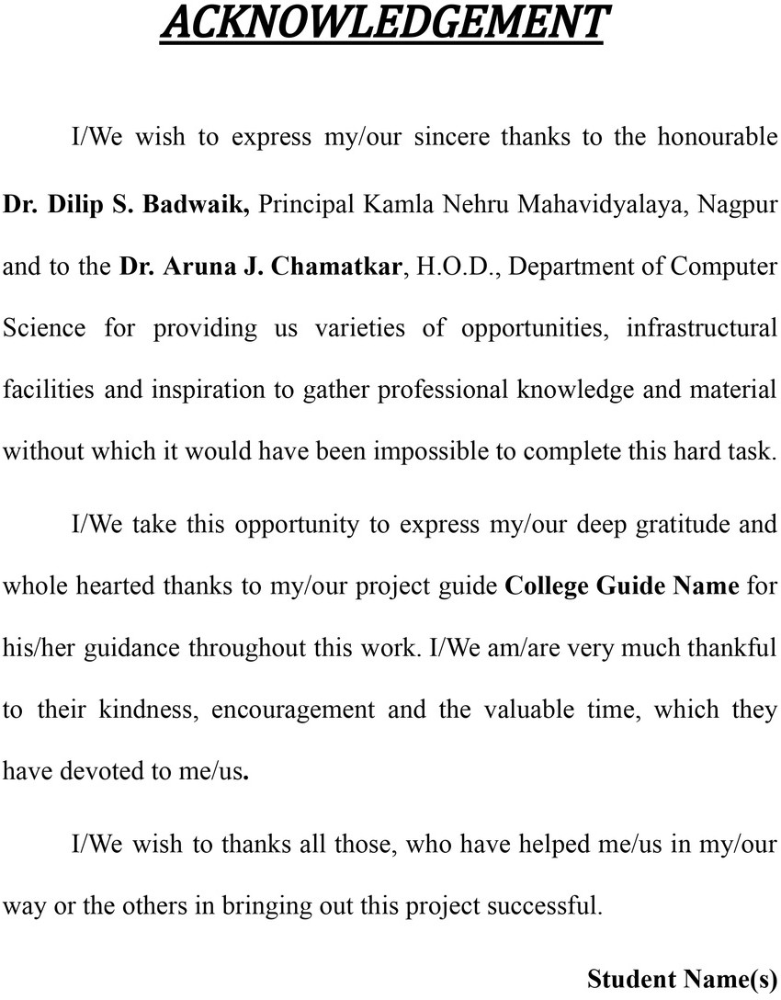 ACKNOWLEDGEMENT
I/We wish to express my/our sincere thanks to the honourable
Dr. Dilip S. Badwaik, Principal Kamla Nehru Mahavidyalaya, Nagpur
and to the Dr. Aruna J. Chamatkar, H.O.D., Department of Computer
Science for providing us varieties of opportunities, infrastructural
facilities and inspiration to gather professional knowledge and material
without which it would have been impossible to complete this hard task.
I/We take this opportunity to express my/our deep gratitude and
whole hearted thanks to my/our project guide College Guide Name for
his/her guidance throughout this work. I/We am/are very much thankful
to their kindness, encouragement and the valuable time, which they
have devoted to me/us.
I/We wish to thanks all those, who have helped me/us in my/our
way or the others in bringing out this project successful.
Student Name(s)